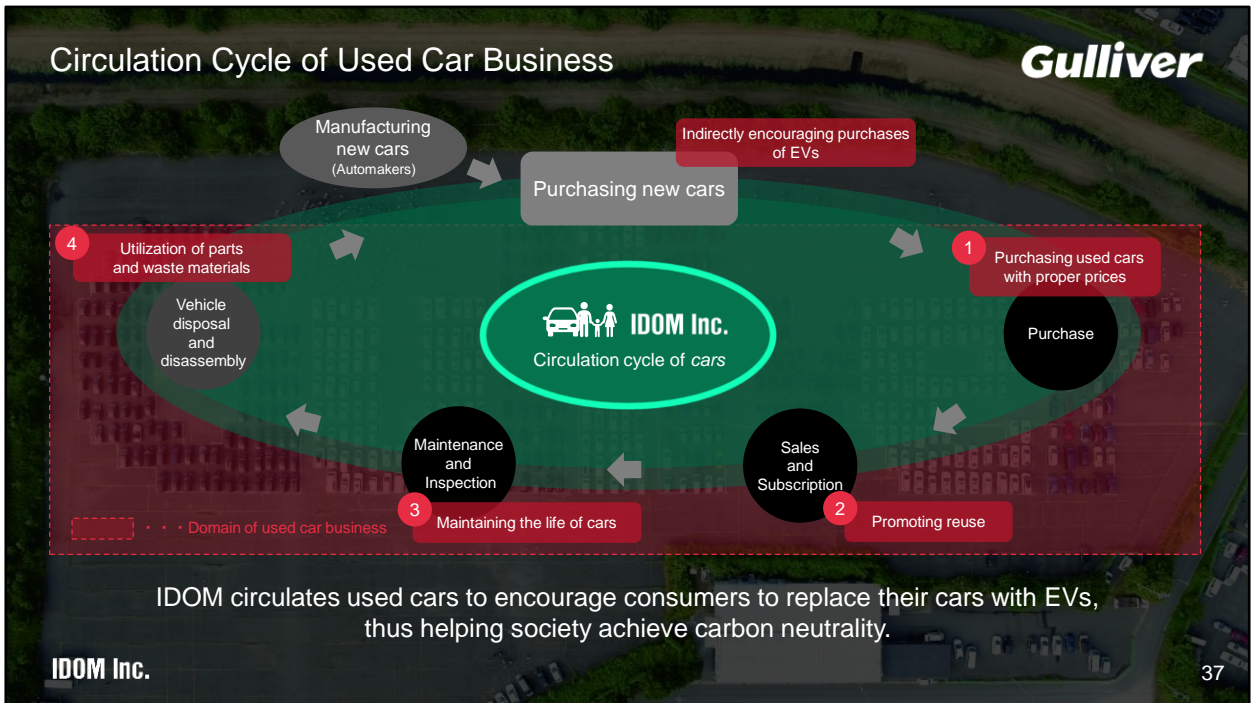 Circulation Cycle of Used Car Business
Gulliver
Manufacturing
new cars
(Automakers)
Indirectly encouraging purchases
of EVs
Purchasing new cars
4
Utilization of parts
and waste materials
1
Purchasing used cars
with proper prices
Vehicle
disposal
and
disassembly
IDOM Inc.
Circulation cycle of cars
Purchase
Maintenance
and
Inspection
Sales
and
Subscription
3
Maintaining the life of cars
2
Promoting reuse
・・・Domain of used car business
IDOM circulates used cars to encourage consumers to replace their cars with EVs,
thus helping society achieve carbon neutrality.
IDOM Inc.
37